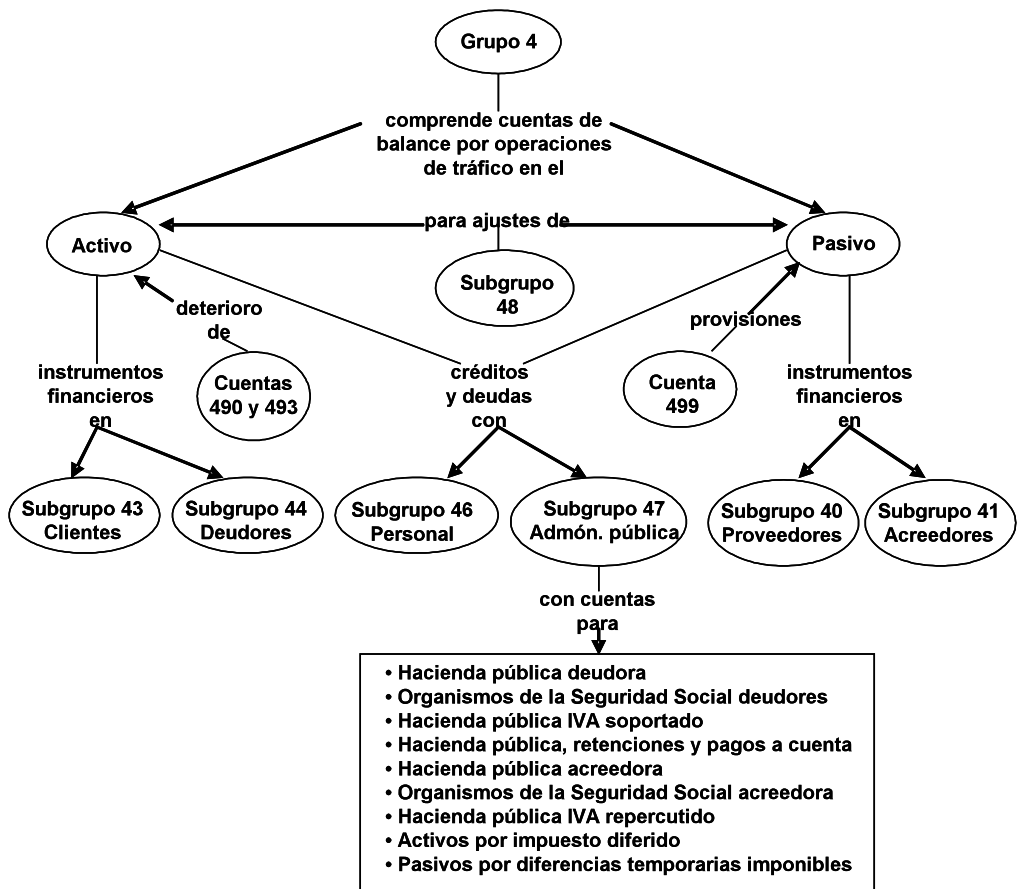 Grupo 4
comprende cuentas de
balance por operaciones
de tráfico en el
Activo
para ajustes de
Pasivo
Subgrupo
48
deterioro
de
provisiones
Cuentas
490 y 493
Cuenta
499
instrumentos
financieros
en
créditos
y deudas
con
instrumentos
financieros
en
Subgrupo 43
Clientes
Subgrupo 44
Deudores
Subgrupo 46
Personal
Subgrupo 47
Admón. pública
Subgrupo 40
Proveedores
Subgrupo 41
Acreedores
con cuentas
para
• Hacienda pública deudora
• Organismos de la Seguridad Social deudores
• Hacienda pública IVA soportado
• Hacienda pública, retenciones y pagos a cuenta
• Hacienda pública acreedora
• Organismos de la Seguridad Social acreedora
• Hacienda pública IVA repercutido
• Activos por impuesto diferido
• Pasivos por diferencias temporarias imponibles